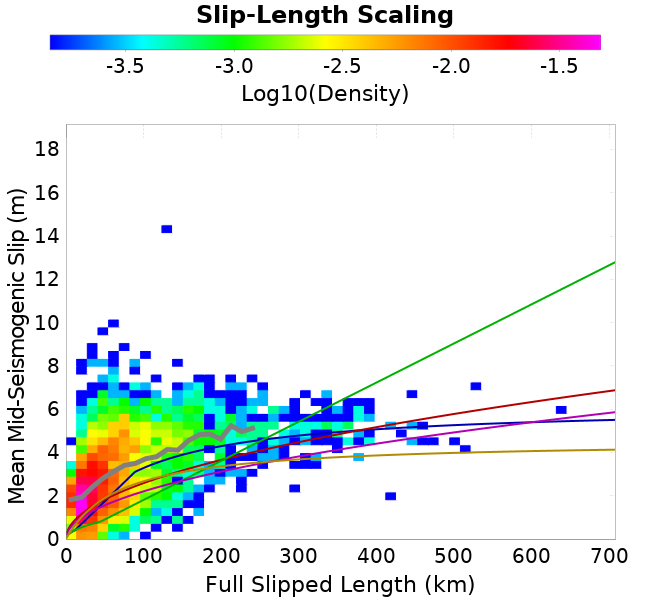 Slip-Length Scaling
-3.5 -3.0 -2.5 -2.0 -1.5
Log10(Density)
Mean Mid-Seismogenic Slip (m)
18
16
14
12
10
8
6
4
2
0
0 100 200 300 400 500 600 700
Full Slipped Length (km)